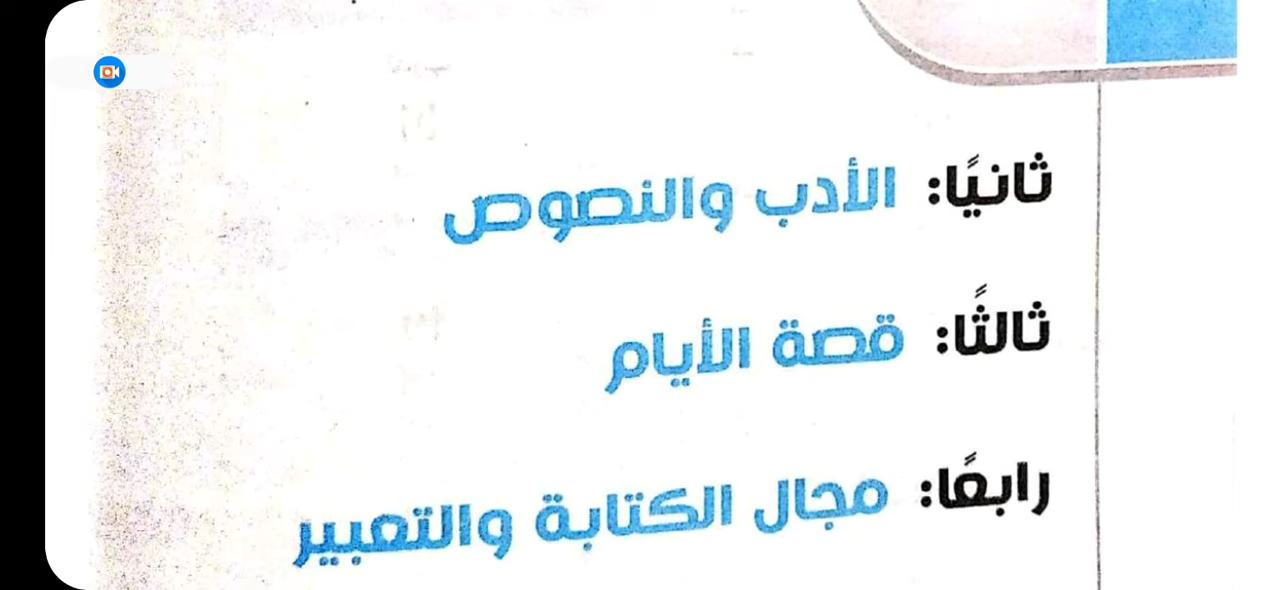 ثانيًا: الأدب والنصوص
ثالثًا: قصة الأيام
رابعًا: مجال الكتابة والتعبير